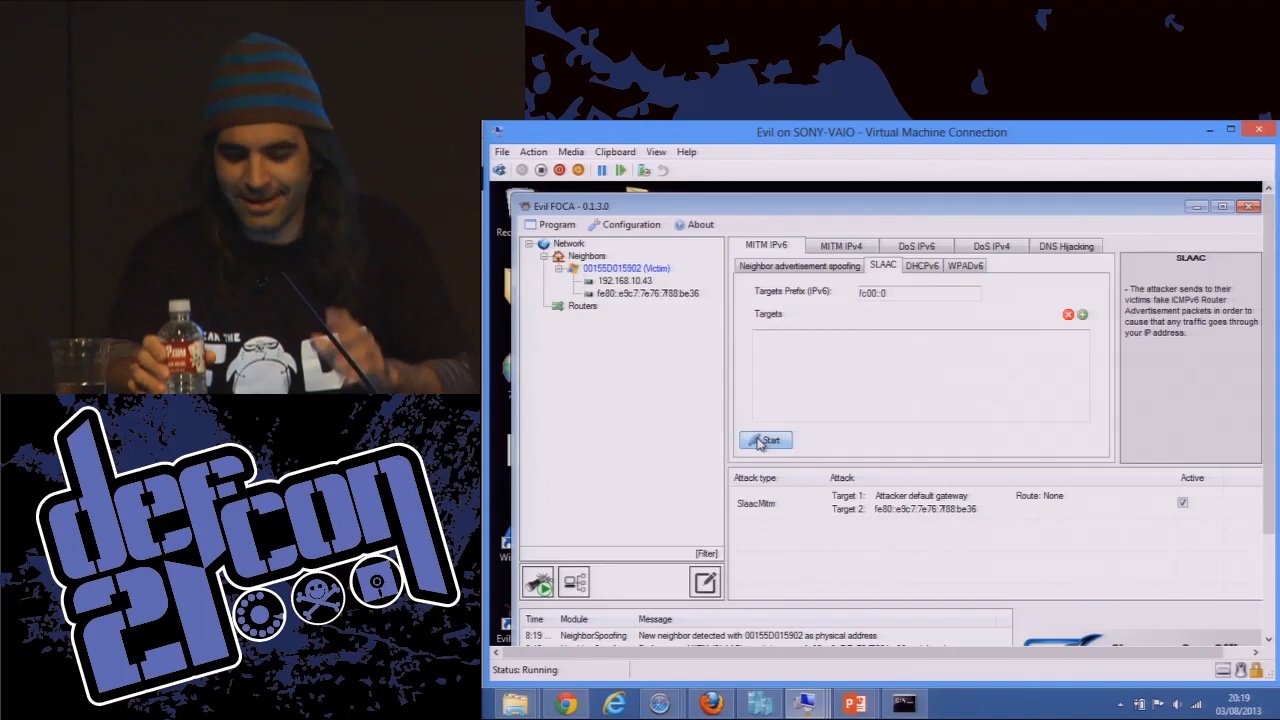 Evil on SONY-VAIO - Virtual Machine Connection
File Action Media Clipboard View Help
Evil FOCA - 0.1.3.0
Program Configuration About
Network
Neighbors
00155D015902 (Victim)
192.168.10.43
fe80::e9c7:7e76:7f88:be36
Routers
[Filter]
MITM IPv6 MITM IPv4 DoS IPv6 DoS IPv4 DNS Hijacking
Neighbor advertisement spoofing SLAAC DHCPv6 WPADv6
Targets Prefix (IPv6): fc00::0
Targets
Start
SLAAC
- The attacker sends to their
victims fake ICMPv6 Router
Advertisement packets in order to
cause that any traffic goes through
your IP address.
Attack type Attack: Active
SlaacMitm
Target 1: Attacker default gateway Route: None
Target 2: fe80::e9c7:7e76:7f88:be36
Time Module Message
8:19 ... NeighborSpoofing New neighbor detected with 00155D015902 as physical address
Status: Running
20:19
03/08/2013
defcon
21